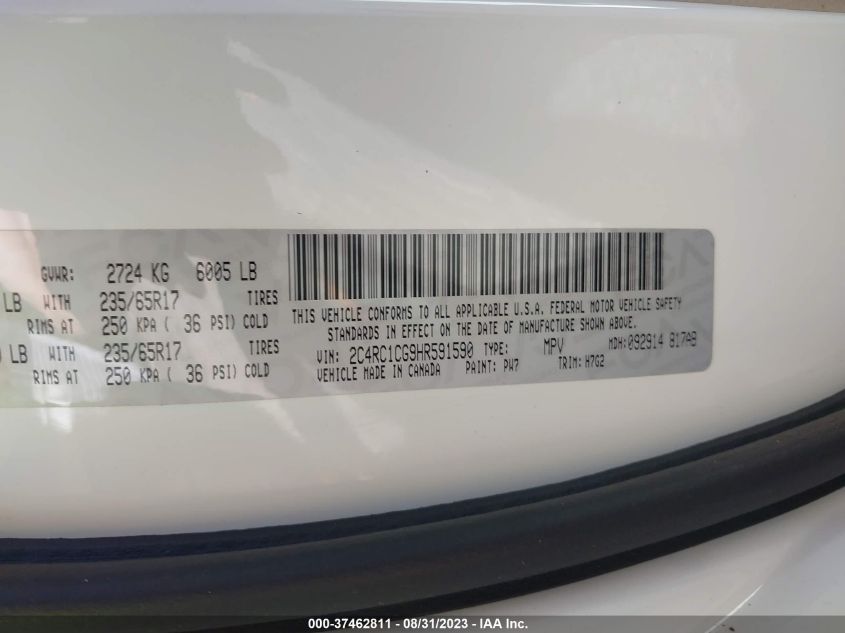 GVWR: 2724 KG 6005 LB
LB WITH 235/65R17 TIRES
RIMS AT 250 KPA ( 36 PSI) COLD
LB WITH 235/65R17 TIRES
RIMS AT 250 KPA ( 36 PSI) COLD
THIS VEHICLE CONFORMS TO ALL APPLICABLE U.S.A. FEDERAL MOTOR VEHICLE SAFETY
STANDARDS IN EFFECT ON THE DATE OF MANUFACTURE SHOWN ABOVE.
VIN: 2C4RC1CG9HR591590 TYPE: MPV MDH: 092914 817AB
VEHICLE MADE IN CANADA PAINT: PW7 TRIM: H7G2
000-37462811 - 08/31/2023 - IAA Inc.